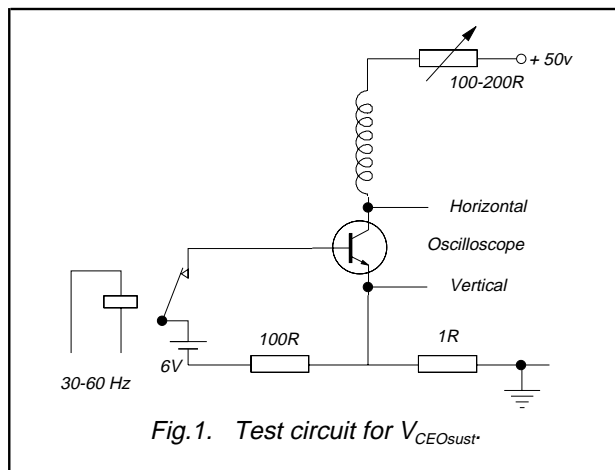 + 50v
100-200R
Horizontal
Oscilloscope
Vertical
100R
1R
6V
30-60 Hz
Fig.1. Test circuit for VCEOsust.